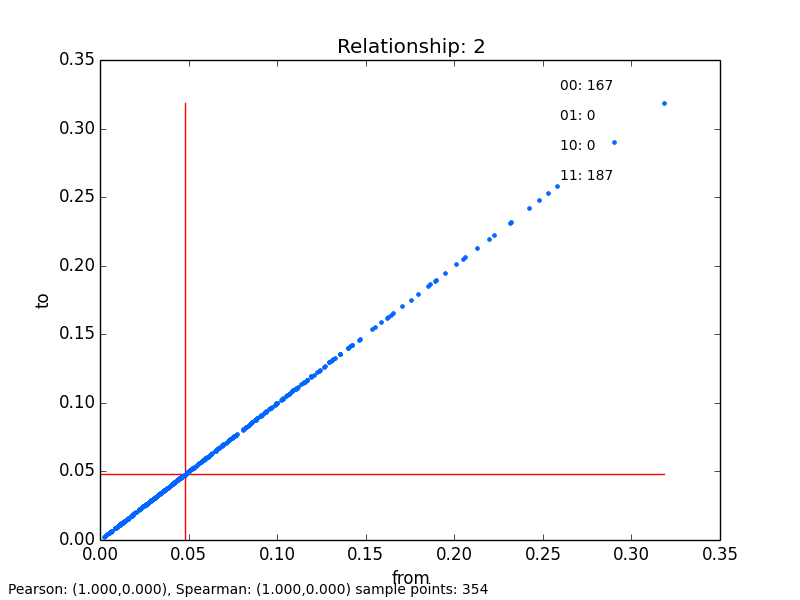 Relationship: 2
0.35
0.30
0.25
0.20
0.15
0.10
0.05
0.00
to
00: 167
01: 0
10: 0
11: 187
0.00 0.05 0.10 0.15 0.20 0.25 0.30 0.35
from
Pearson: (1.000,0.000), Spearman: (1.000,0.000) sample points: 354